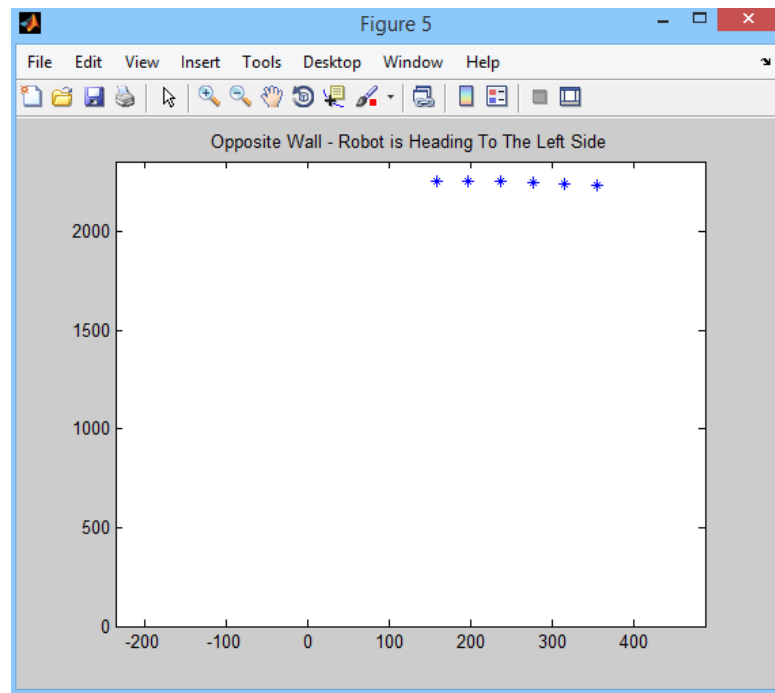 Figure 5
File Edit View Insert Tools Desktop Window Help
Opposite Wall - Robot is Heading To The Left Side
2000
1500
1000
500
0
-200 -100 0 100 200 300 400